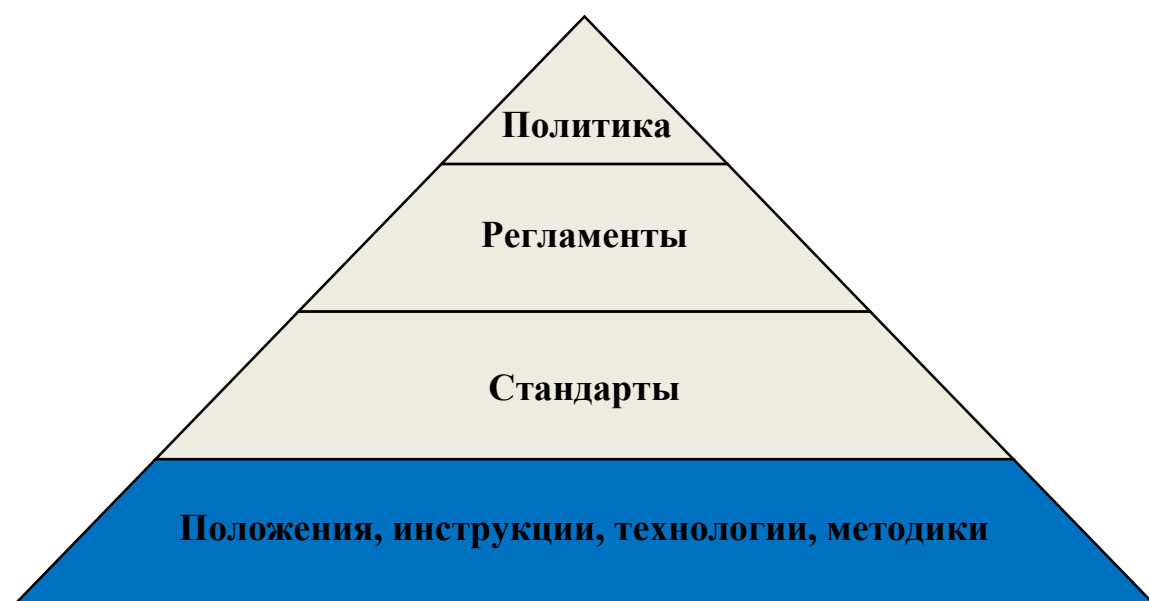 Политика
Регламенты
Стандарты
Положения, инструкции, технологии, методики